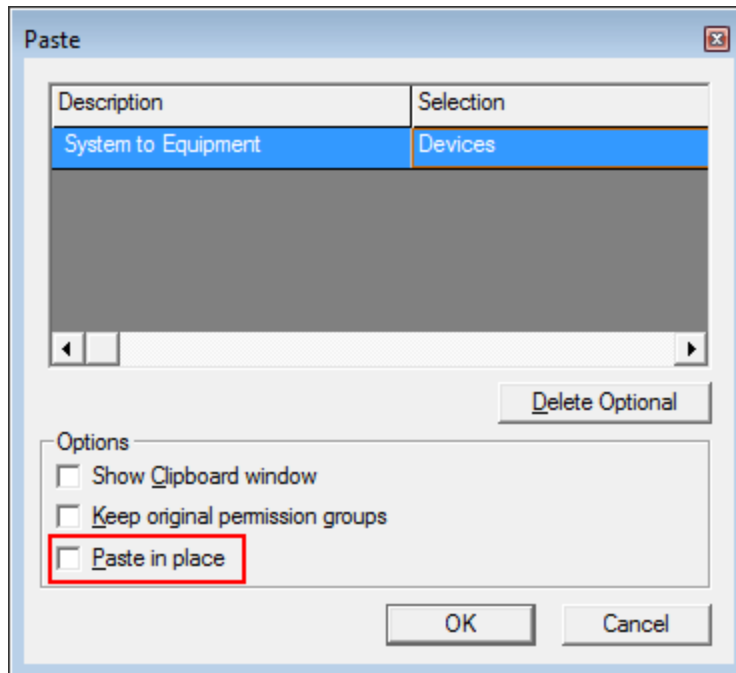 Paste
Description Selection
System to Equipment Devices
Delete Optional
Options
Show Clipboard window
Keep original permission groups
Paste in place
OK Cancel